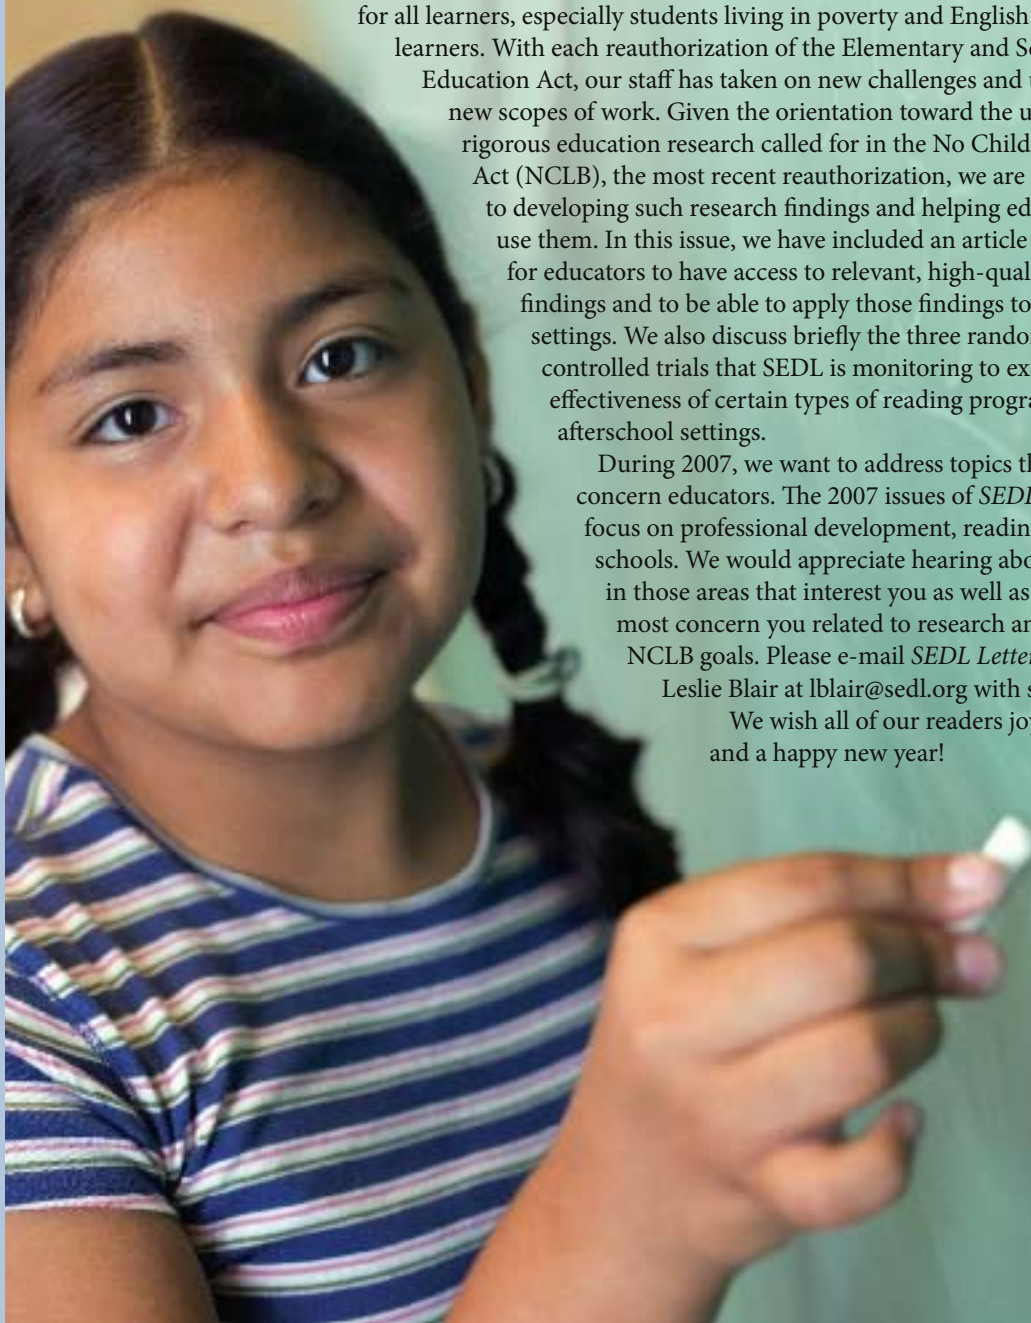 for all learners, especially students living in poverty and English
learners. With each reauthorization of the Elementary and
Education Act, our staff has taken on new challenges and
new scopes of work. Given the orientation toward the
rigorous education research called for in the No Child
Act (NCLB), the most recent reauthorization, we are
to developing such research findings and helping
use them. In this issue, we have included an article
for educators to have access to relevant,
findings and to be able to apply those findings to
settings. We also discuss briefly the three
controlled trials that SEDL is monitoring to
effectiveness of certain types of reading
afterschool settings.
During 2007, we want to address topics
concern educators. The 2007 issues of SEDL
focus on professional development,
schools. We would appreciate hearing
in those areas that interest you as well as
most concern you related to research
NCLB goals. Please e-mail SEDL Letter
Leslie Blair at lblair@sedl.org with
We wish all of our readers
and a happy new year!